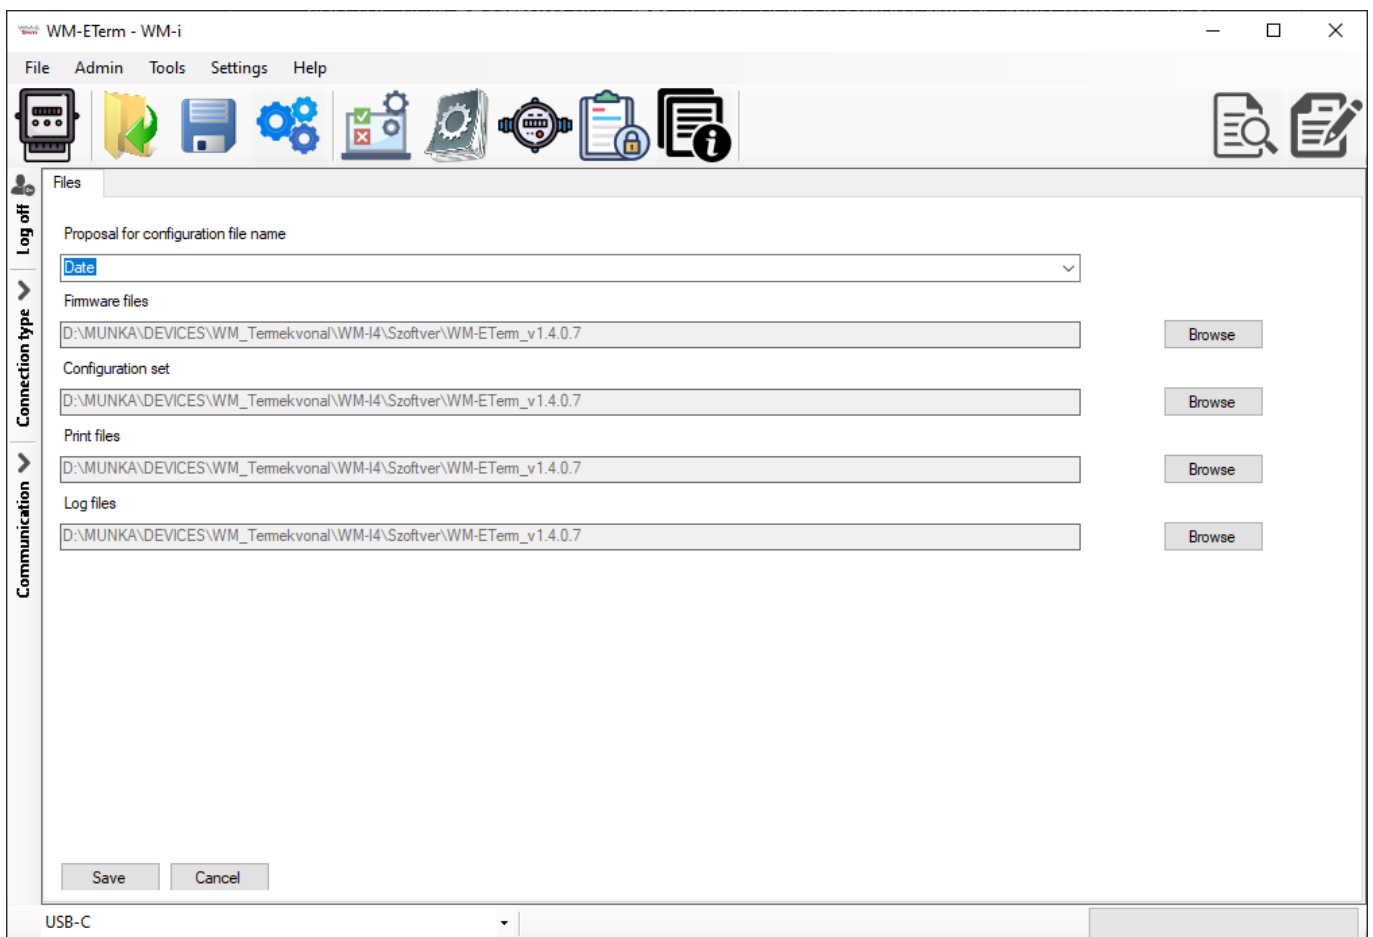 WM-ETerm - WM-i
File Admin Tools Settings Help
Files
Log off
Connection type
Communication
Proposal for configuration file name
Date
Firmware files
D:\MUNKA\DEVICES\WM_Termekvonal\WM-I4\Szoftver\WM-ETerm_v1.4.0.7
Browse
Configuration set
D:\MUNKA\DEVICES\WM_Termekvonal\WM-I4\Szoftver\WM-ETerm_v1.4.0.7
Browse
Print files
D:\MUNKA\DEVICES\WM_Termekvonal\WM-I4\Szoftver\WM-ETerm_v1.4.0.7
Browse
Log files
D:\MUNKA\DEVICES\WM_Termekvonal\WM-I4\Szoftver\WM-ETerm_v1.4.0.7
Browse
Save Cancel
USB-C